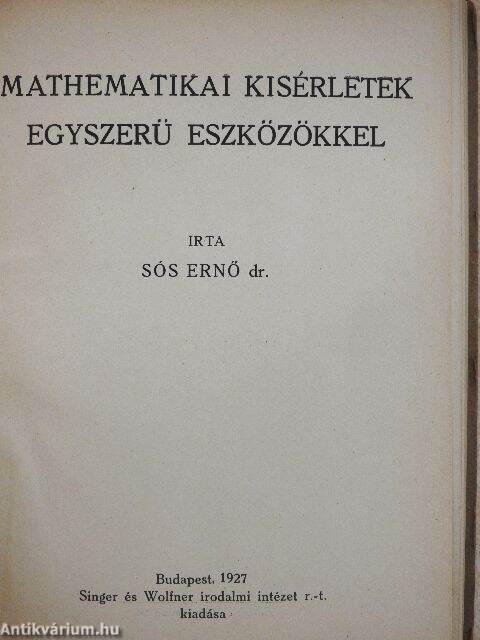 MATHEMATIKAI KISÉRLETEK
EGYSZERÜ ESZKÖZÖKKEL
IRTA
SÓS ERNŐ dr.
Budapest, 1927
Singer és Wolfner irodalmi intézet r.-t.
kiadása
Antikvárium.hu